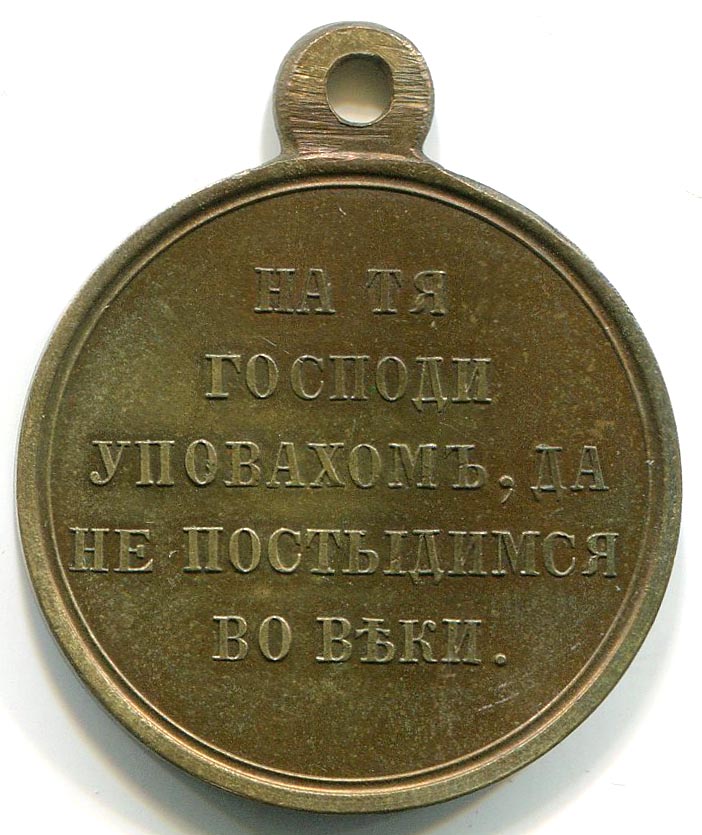 НА ТЯ
ГОСПОДИ
УПОВАХОМЪ, ДА
НЕ ПОСТЫДИМСЯ
ВО ВѢКИ.